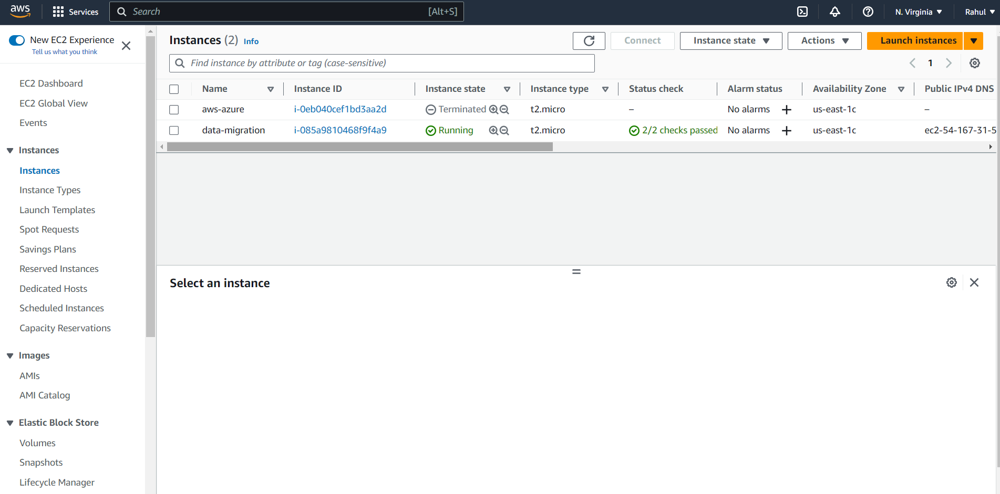 aws
Services
Search [Alt+S]
N. Virginia
Rahul
New EC2 Experience
Tell us what you think
EC2 Dashboard
EC2 Global View
Events
Instances
Instances
Instance Types
Launch Templates
Spot Requests
Savings Plans
Reserved Instances
Dedicated Hosts
Scheduled Instances
Capacity Reservations
Images
AMIs
AMI Catalog
Elastic Block Store
Volumes
Snapshots
Lifecycle Manager
Instances (2) Info
Connect
Instance state
Actions
Launch instances
Find instance by attribute or tag (case-sensitive)
1
Name Instance ID Instance state Instance type Status check Alarm status Availability Zone Public IPv4 DNS
aws-azure i-0eb040cef1bd3aa2d Terminated t2.micro – No alarms + us-east-1c –
data-migration i-085a9810468f9f4a9 Running t2.micro 2/2 checks passed No alarms + us-east-1c ec2-54-167-31-5
Select an instance